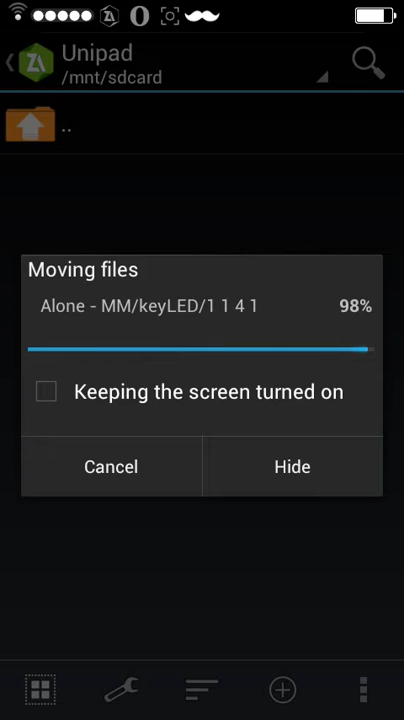 Unipad
/mnt/sdcard
..
Moving files
Alone - MM/keyLED/1 1 4 1 98%
Keeping the screen turned on
Cancel Hide